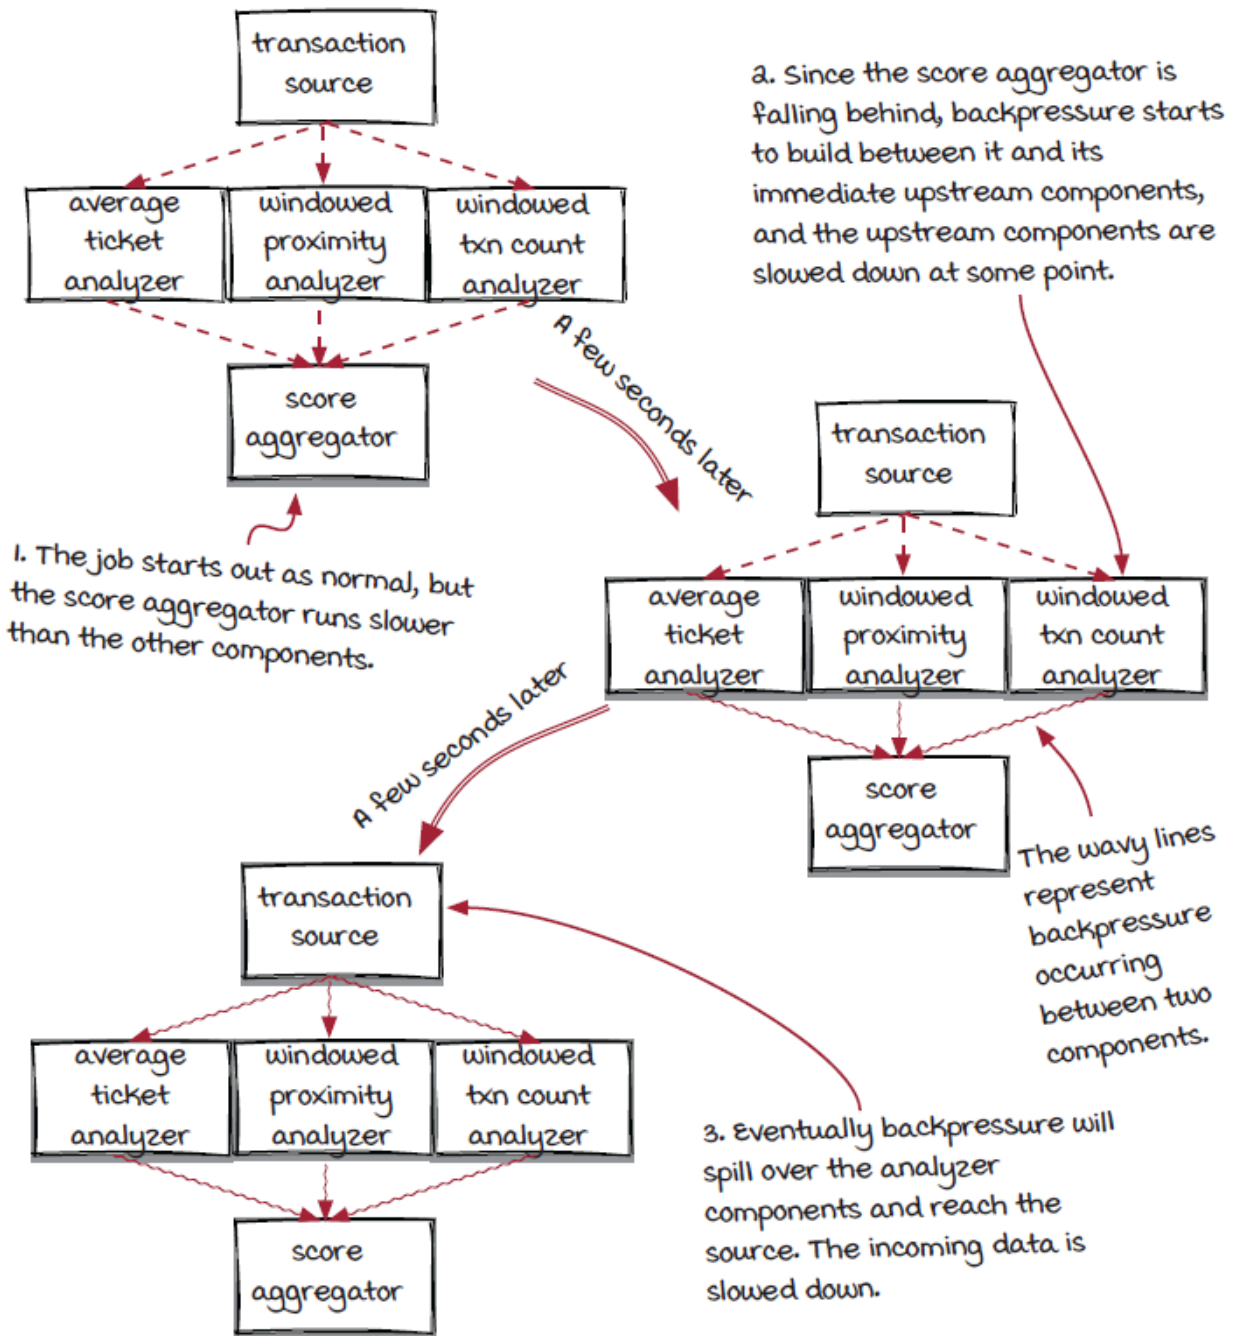 transaction
source
average
ticket
analyzer
windowed
proximity
analyzer
windowed
txn count
analyzer
score
aggregator
1. The job starts out as normal, but
the score aggregator runs slower
than the other components.
A few seconds later
2. Since the score aggregator is
falling behind, backpressure starts
to build between it and its
immediate upstream components,
and the upstream components are
slowed down at some point.
transaction
source
average
ticket
analyzer
windowed
proximity
analyzer
windowed
txn count
analyzer
score
aggregator
The wavy lines
represent
backpressure
occurring
between two
components.
A few seconds later
transaction
source
average
ticket
analyzer
windowed
proximity
analyzer
windowed
txn count
analyzer
score
aggregator
3. Eventually backpressure will
spill over the analyzer
components and reach the
source. The incoming data is
slowed down.